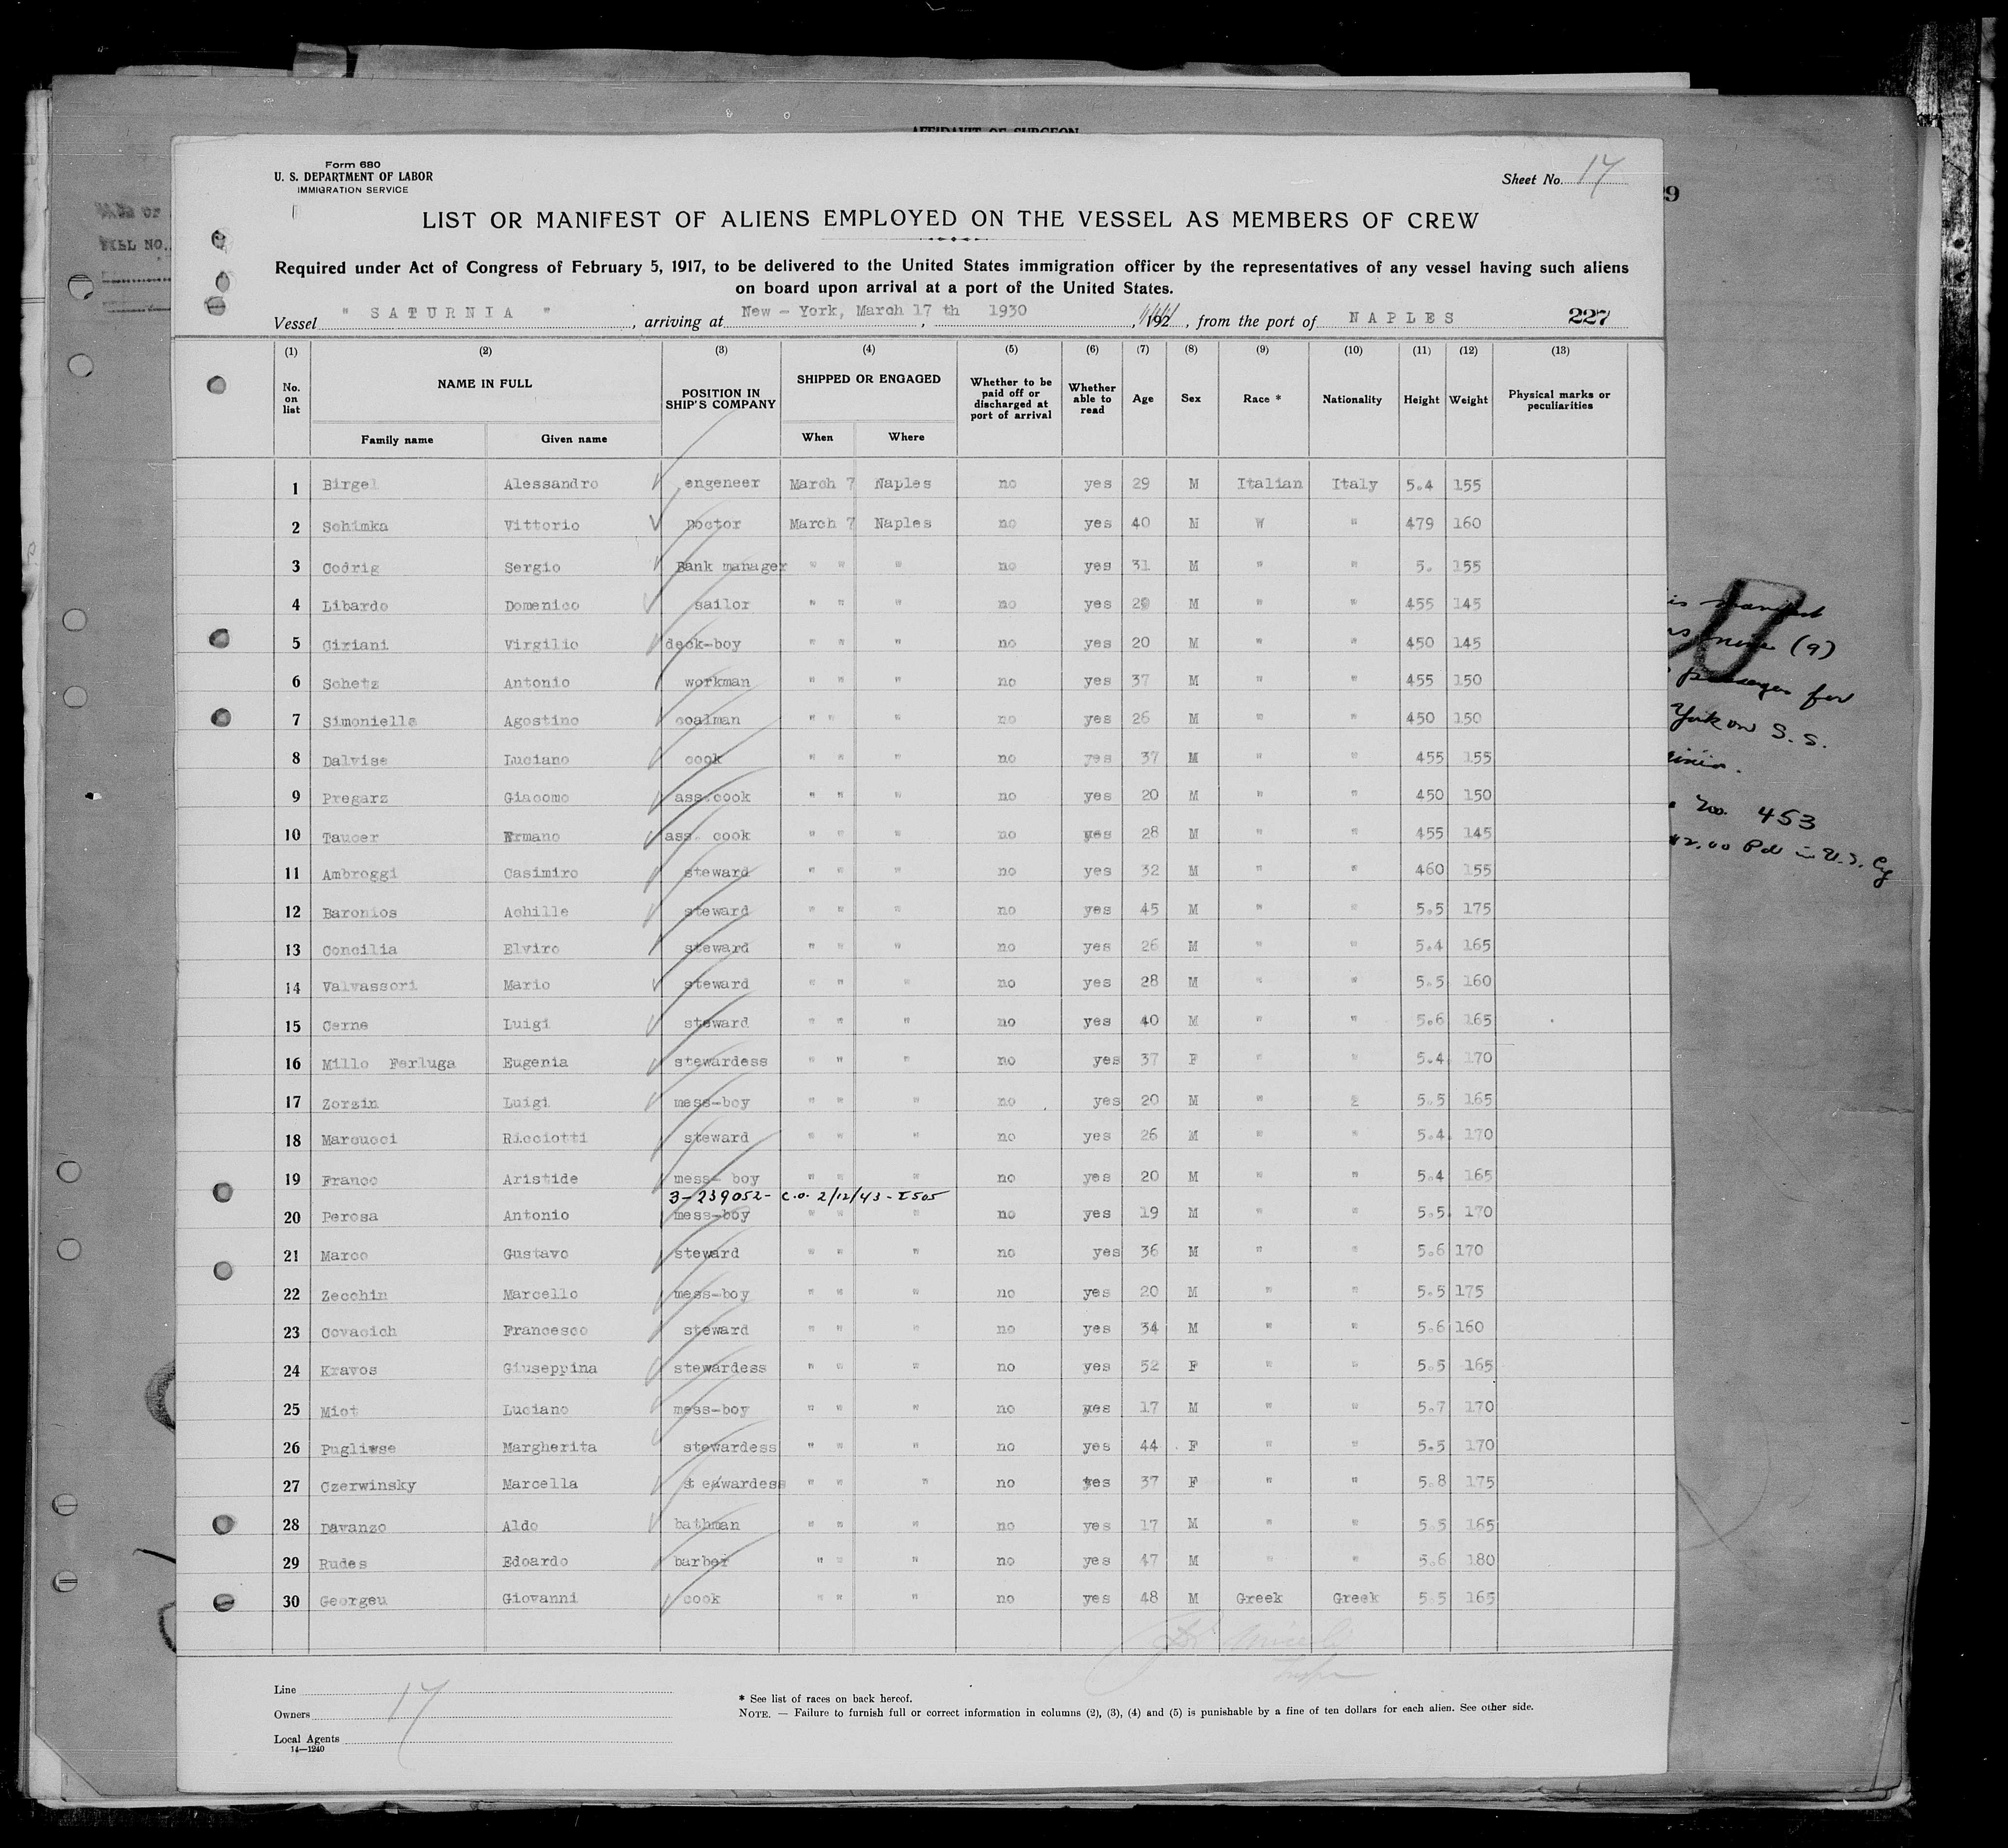 AFFIDAVIT OF SURGEON
Form 680
U. S. DEPARTMENT OF LABOR
IMMIGRATION SERVICE
Sheet No. 17
LIST OR MANIFEST OF ALIENS EMPLOYED ON THE VESSEL AS MEMBERS OF CREW
Required under Act of Congress of February 5, 1917, to be delivered to the United States immigration officer by the representatives of any vessel having such aliens
on board upon arrival at a port of the United States.
Vessel " SATURNIA " , arriving at New - York, March 17 th 1930 , 192 , from the port of NAPLES 227
(1) (2) (3) (4) (5) (6) (7) (8) (9) (10) (11) (12) (13)
No. on list NAME IN FULL POSITION IN SHIP'S COMPANY SHIPPED OR ENGAGED Whether to be paid off or discharged at port of arrival Whether able to read Age Sex Race * Nationality Height Weight Physical marks or peculiarities
Family name Given name When Where
1 Birgel Alessandro engeneer March 7 Naples no yes 29 M Italian Italy 5.4 155
2 Schimka Vittorio Doctor March 7 Naples no yes 40 M W " 479 160
3 Codrig Sergio Bank manager " " " no yes 31 M " " 5. 155
4 Libardo Domenico sailor " " " no yes 29 M " " 455 145
5 Ciriani Virgilio deck-boy " " " no yes 20 M " " 450 145
6 Schetz Antonio workman " " " no yes 37 M " " 455 150
7 Simoniella Agostino coalman " " " no yes 26 M " " 450 150
8 Dalvise Luciano cook " " " no yes 37 M " " 455 155
9 Pregarz Giacomo ass.cook " " " no yes 20 M " " 450 150
10 Taucer Ermano ass. cook " " " no yes 28 M " " 455 145
11 Ambroggi Casimiro steward " " " no yes 32 M " " 460 155
12 Baronios Achille steward " " " no yes 45 M " " 5.5 175
13 Concilia Elviro steward " " " no yes 26 M " " 5.4 165
14 Valvassori Mario steward " " " no yes 28 M " " 5.5 160
15 Cerne Luigi steward " " " no yes 40 M " " 5.6 165
16 Millo Ferluga Eugenia stewardess " " " no yes 37 F " " 5.4 170
17 Zorzin Luigi mess-boy " " " no yes 20 M " 2 5.5 165
18 Marcucci Ricciotti steward " " " no yes 26 M " " 5.4 170
19 Franco Aristide mess- boy " " " no yes 20 M " " 5.4 165
3-239052- C.O. 2/12/43 - I505
20 Perosa Antonio mess-boy " " " no yes 19 M " " 5.5 170
21 Marco Gustavo steward " " " no yes 36 M " " 5.6 170
22 Zecchin Marcello mess-boy " " " no yes 20 M " " 5.5 175
23 Covacich Francesco steward " " " no yes 34 M " " 5.6 160
24 Kravos Giuseppina stewardess " " " no yes 52 F " " 5.5 165
25 Miot Luciano mess-boy " " " no yes 17 M " " 5.7 170
26 Pugliese Margherita stewardess " " " no yes 44 F " " 5.5 170
27 Czerwinsky Marcella steawardess " " " no yes 37 F " " 5.8 175
28 Davanzo Aldo bathman " " " no yes 17 M " " 5.5 165
29 Rudes Edoardo barber " " " no yes 47 M " " 5.6 180
30 Georgeu Giovanni cook " " " no yes 48 M Greek Greek 5.5 165
Line
Owners
Local Agents
14—1240
17
* See list of races on back hereof.
NOTE. — Failure to furnish full or correct information in columns (2), (3), (4) and (5) is punishable by a fine of ten dollars for each alien. See other side.
is manifest
nine (9)
passenger for
York on S. S.
No. 453
$2.00 Pd in U.S. Cy